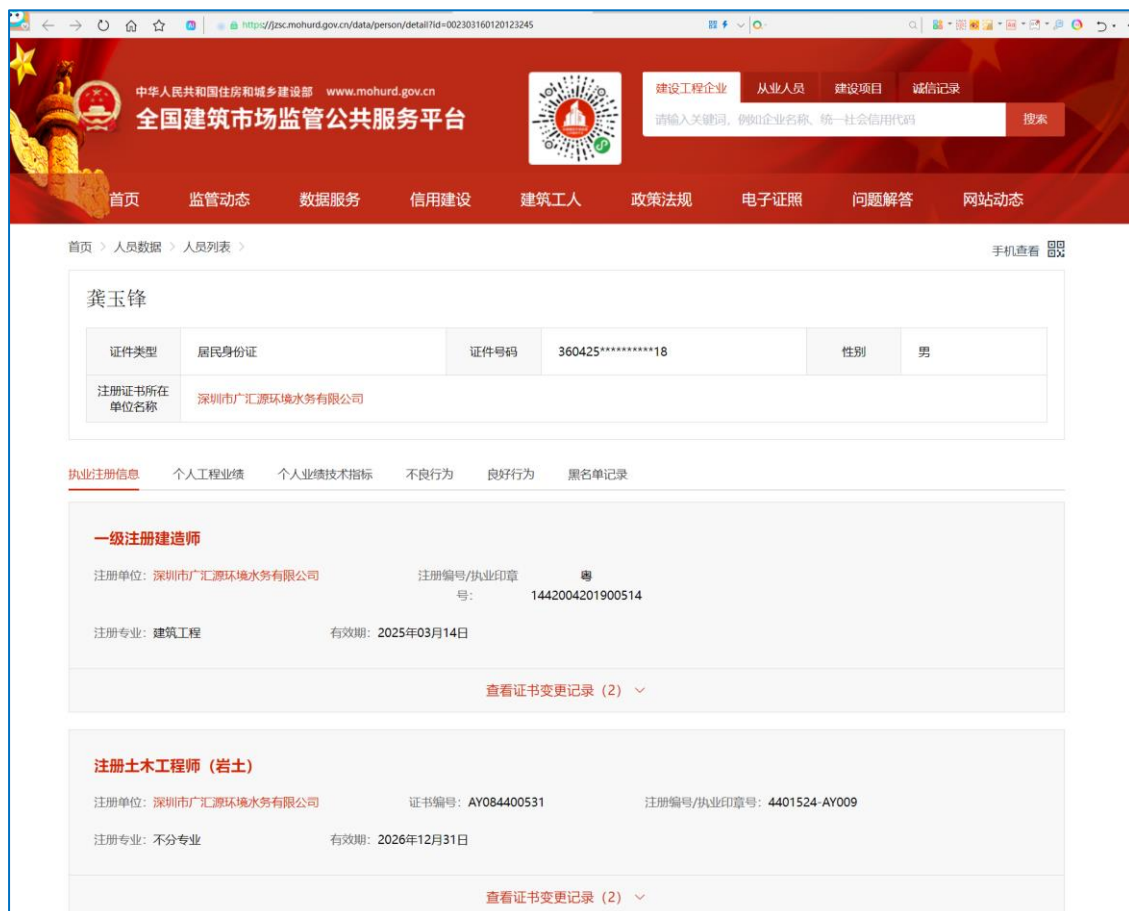 https://jzsc.mohurd.gov.cn/data/person/detail?id=002303160120123245
中华人民共和国住房和城乡建设部 www.mohurd.gov.cn
全国建筑市场监管公共服务平台
建设工程企业 从业人员 建设项目 诚信记录
请输入关键词，例如企业名称、统一社会信用代码 搜索
首页 监管动态 数据服务 信用建设 建筑工人 政策法规 电子证照 问题解答 网站动态
首页 > 人员数据 > 人员列表 >
手机查看
龚玉锋
证件类型 居民身份证 证件号码 360425**********18 性别 男
注册证书所在
单位名称
深圳市广汇源环境水务有限公司
执业注册信息 个人工程业绩 个人业绩技术指标 不良行为 良好行为 黑名单记录
一级注册建造师
注册单位：深圳市广汇源环境水务有限公司 注册编号/执业印章 粤
号： 1442004201900514
注册专业：建筑工程 有效期：2025年03月14日
查看证书变更记录（2）
注册土木工程师（岩土）
注册单位：深圳市广汇源环境水务有限公司 证书编号：AY084400531 注册编号/执业印章号：4401524-AY009
注册专业：不分专业 有效期：2026年12月31日
查看证书变更记录（2）